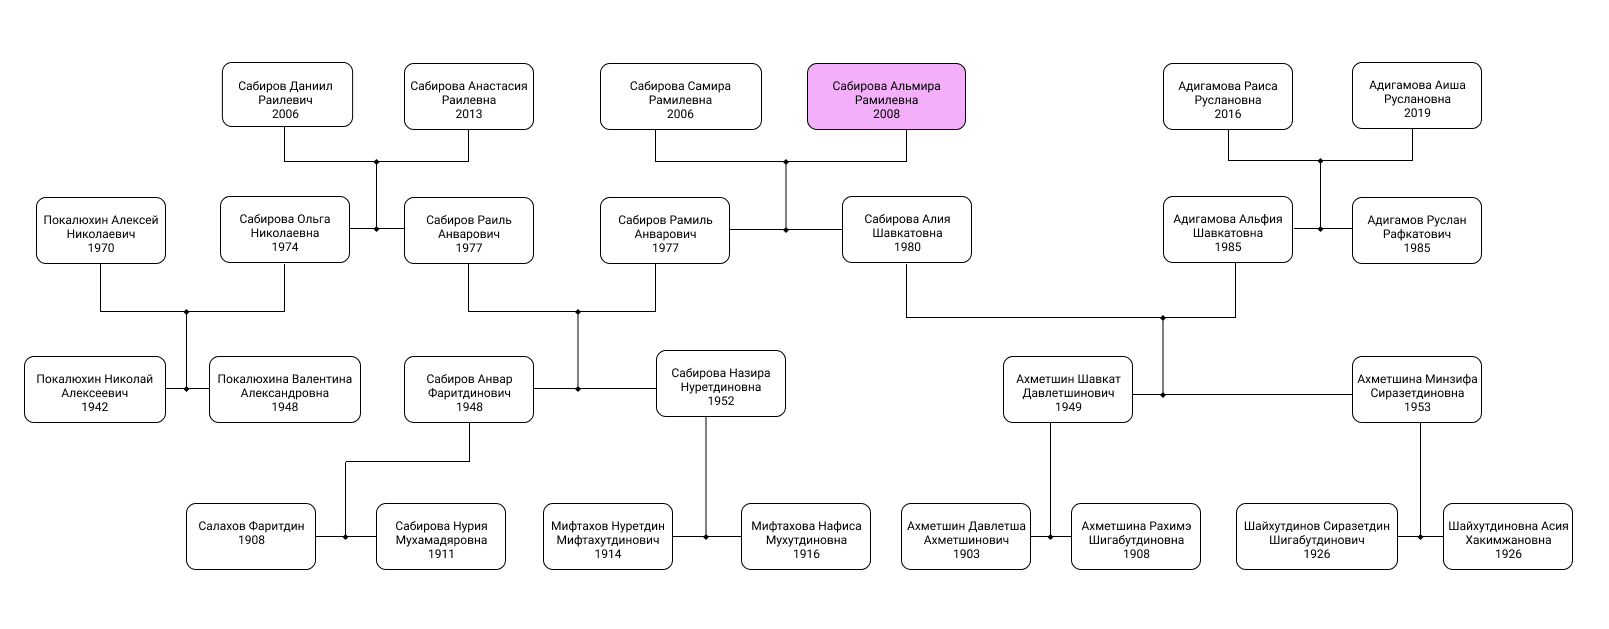 Сабиров Даниил
Раилевич
2006
Сабирова Анастасия
Раилевна
2013
Сабирова Самира
Рамилевна
2006
Сабирова Альмира
Рамилевна
2008
Адигамова Раиса
Руслановна
2016
Адигамова Аиша
Руслановна
2019
Покалюхин Алексей
Николаевич
1970
Сабирова Ольга
Николаевна
1974
Сабиров Раиль
Анварович
1977
Сабиров Рамиль
Анварович
1977
Сабирова Алия
Шавкатовна
1980
Адигамова Альфия
Шавкатовна
1985
Адигамов Руслан
Рафкатович
1985
Покалюхин Николай
Алексеевич
1942
Покалюхина Валентина
Александровна
1948
Сабиров Анвар
Фаритдинович
1948
Сабирова Назира
Нуретдиновна
1952
Ахметшин Шавкат
Давлетшинович
1949
Ахметшина Минзифа
Сиразетдиновна
1953
Салахов Фаритдин
1908
Сабирова Нурия
Мухамадяровна
1911
Мифтахов Нуретдин
Мифтахутдинович
1914
Мифтахова Нафиса
Мухутдиновна
1916
Ахметшин Давлетша
Ахметшинович
1903
Ахметшина Рахимэ
Шигабутдиновна
1908
Шайхутдинов Сиразетдин
Шигабутдинович
1926
Шайхутдиновна Асия
Хакимжановна
1926